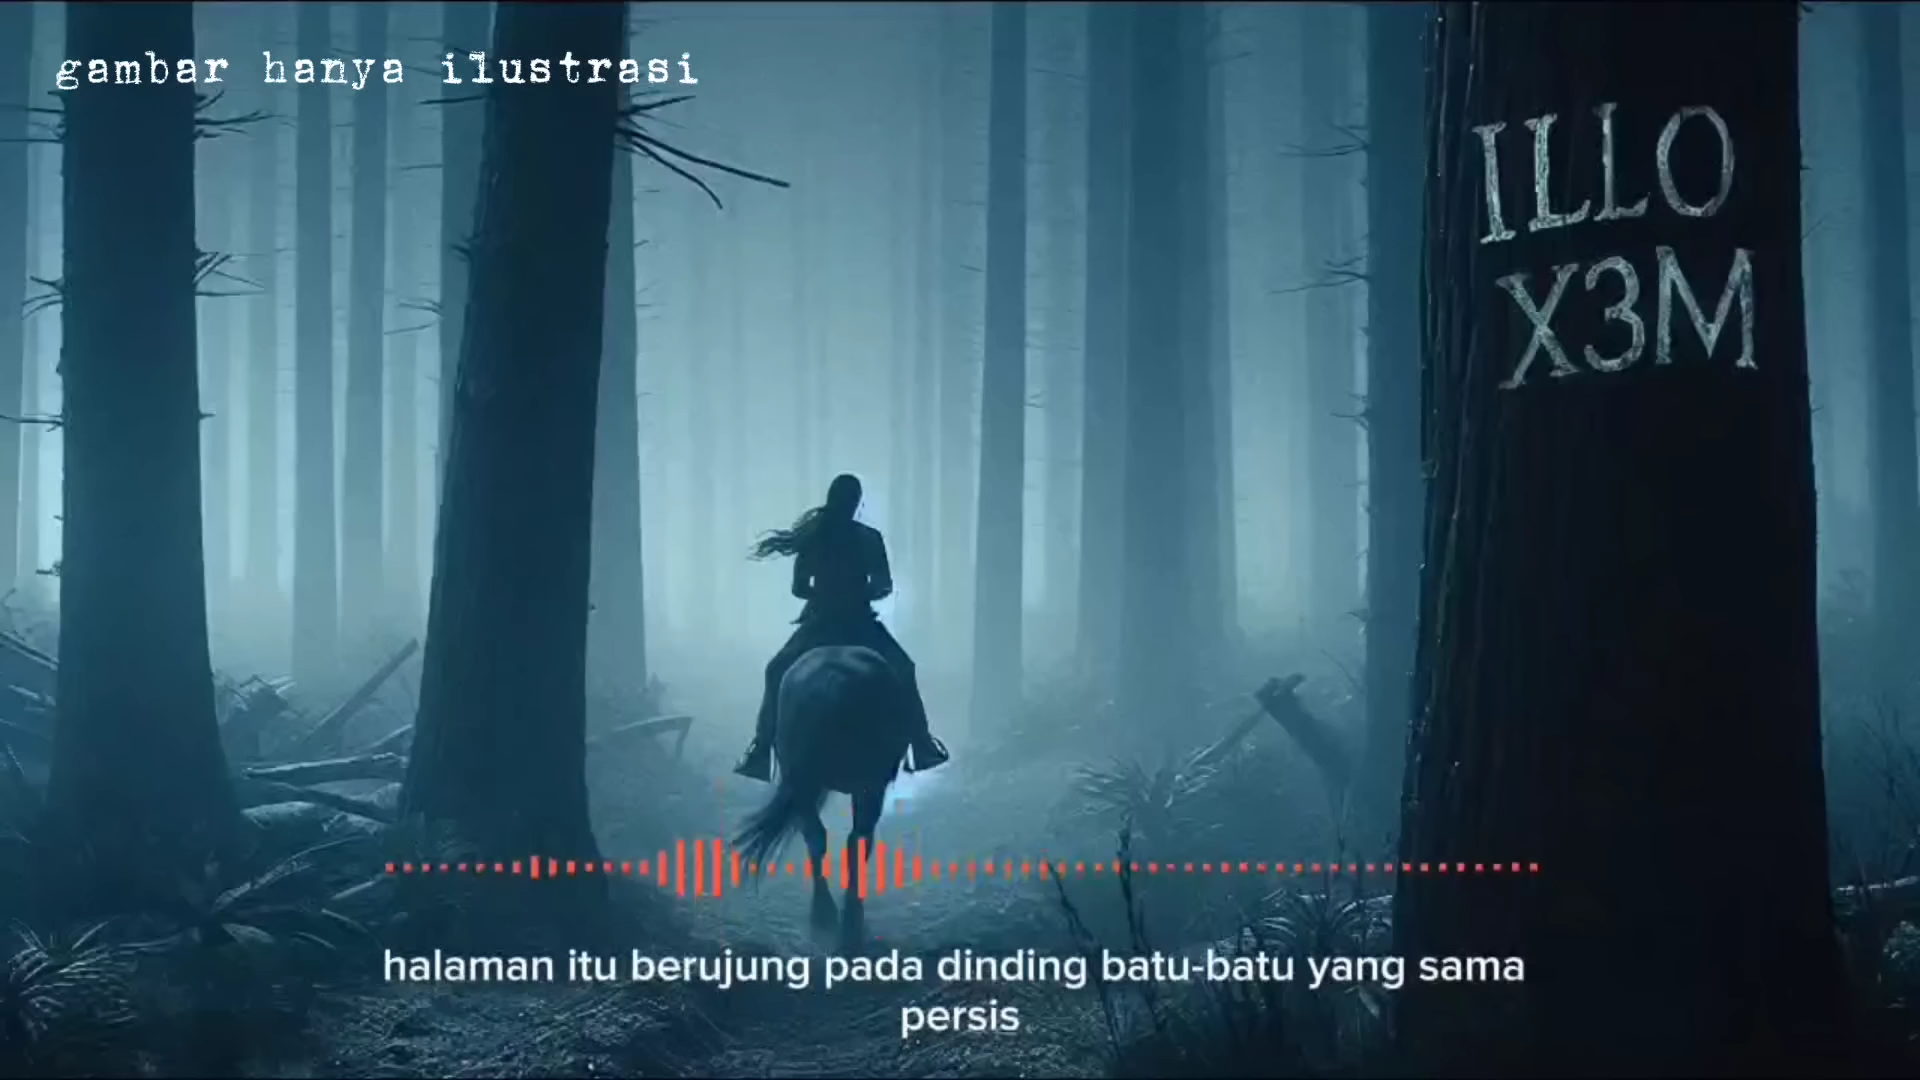 gambar hanya ilustrasi
ILLO
X3M
halaman itu berujung pada dinding batu-batu yang sama
persis